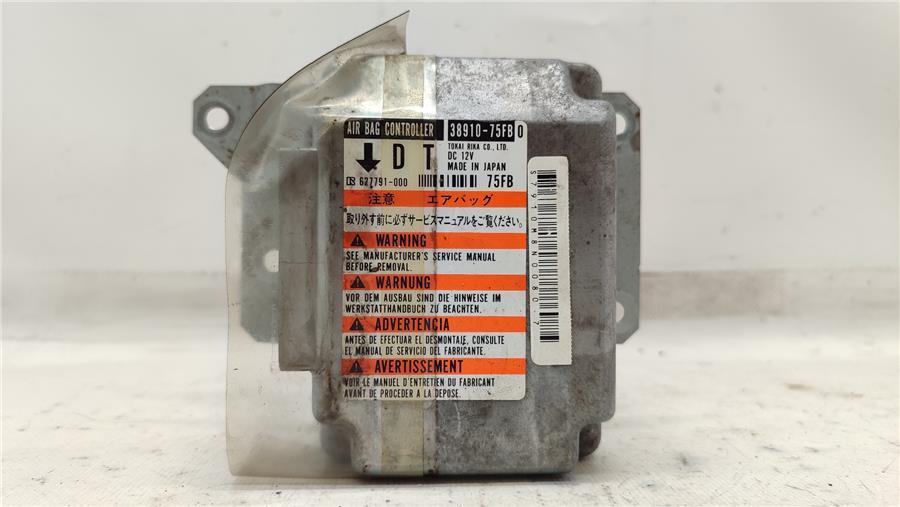 AIR BAG CONTROLLER 38910-75FB0
TOKAI RIKA CO., LTD.
DC 12V
D T
MADE IN JAPAN
627791-000 75FB
注意 エアバッグ
取り外す前に必ずサービスマニュアルをご覧ください。
WARNING
SEE MANUFACTURER'S SERVICE MANUAL
BEFORE REMOVAL.
WARNUNG
VOR DEM AUSBAU SIND DIE HINWEISE IM
WERKSTATTHANDBUCH ZU BEACHTEN.
ADVERTENCIA
ANTES DE EFECTUAR EL DESMONTAJE, CONSULTE
EL MANUAL DE SERVICIO DEL FABRICANTE.
AVERTISSEMENT
VOIR LE MANUEL D'ENTRETIEN DU FABRICANT
AVANT DE PROCEDER A LA DEPOSE.
S7910M8N0080-7